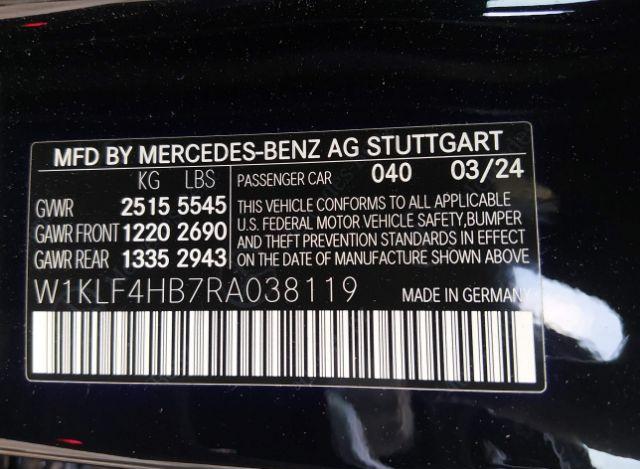 MFD BY MERCEDES-BENZ AG STUTTGART
KG LBS
GVWR 2515 5545
GAWR FRONT 1220 2690
GAWR REAR 1335 2943
PASSENGER CAR 040 03/24
THIS VEHICLE CONFORMS TO ALL APPLICABLE
U.S. FEDERAL MOTOR VEHICLE SAFETY,BUMPER
AND THEFT PREVENTION STANDARDS IN EFFECT
ON THE DATE OF MANUFACTURE SHOWN ABOVE
W1KLF4HB7RA038119 MADE IN GERMANY